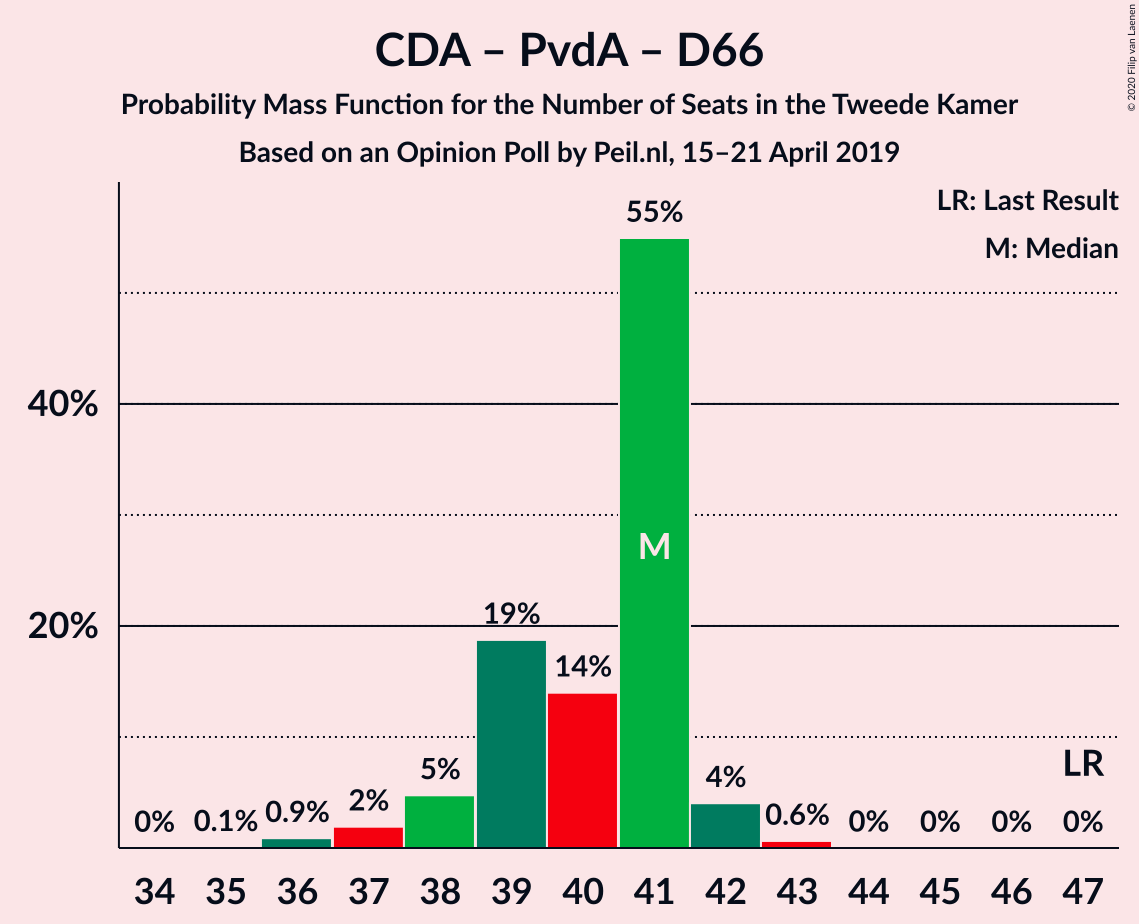 CDA – PvdA – D66
Probability Mass Function for the Number of Seats in the Tweede Kamer
Based on an Opinion Poll by Peil.nl, 15–21 April 2019
© 2020 Filip van Laenen
LR: Last Result
M: Median
55%
40%
M
20%
19%
14%
LR
5%
4%
2%
0.9%
0.6%
0% 0.1% 0% 0% 0% 0%
34 35 36 37 38 39 40 41 42 43 44 45 46 47